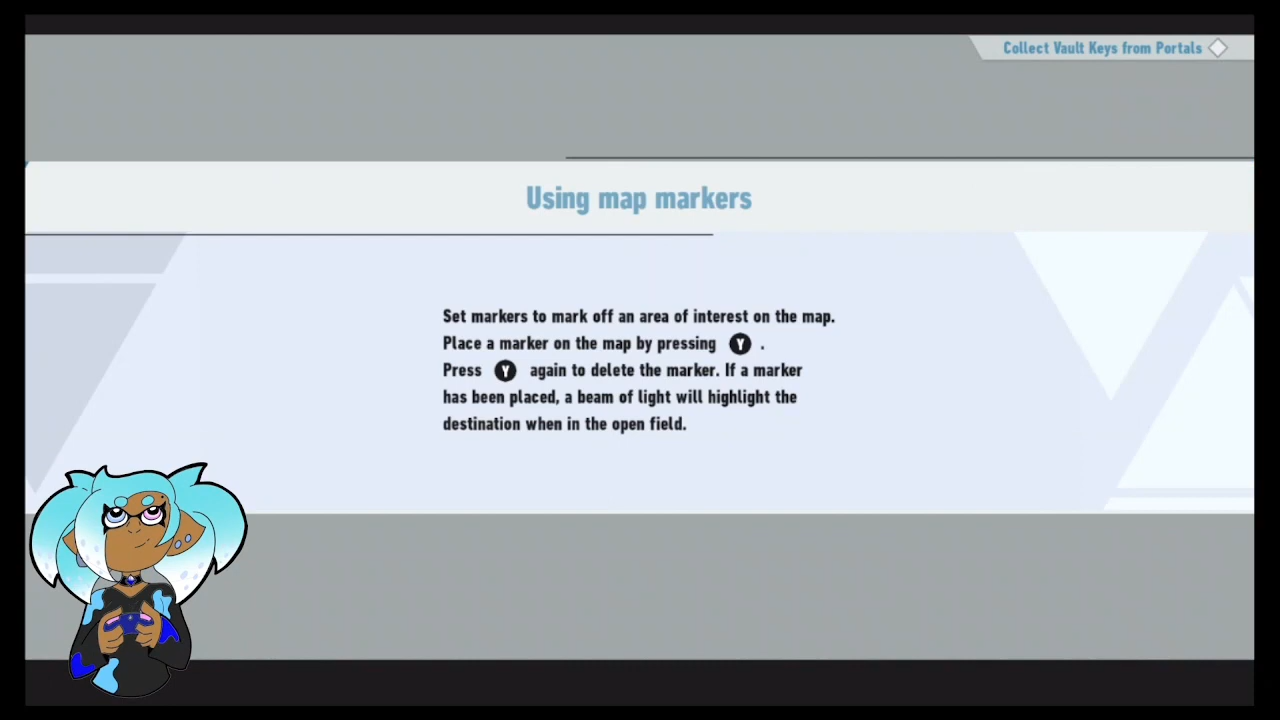 Collect Vault Keys from Portals
Using map markers
Set markers to mark off an area of interest on the map.
Place a marker on the map by pressing Y .
Press Y again to delete the marker. If a marker
has been placed, a beam of light will highlight the
destination when in the open field.